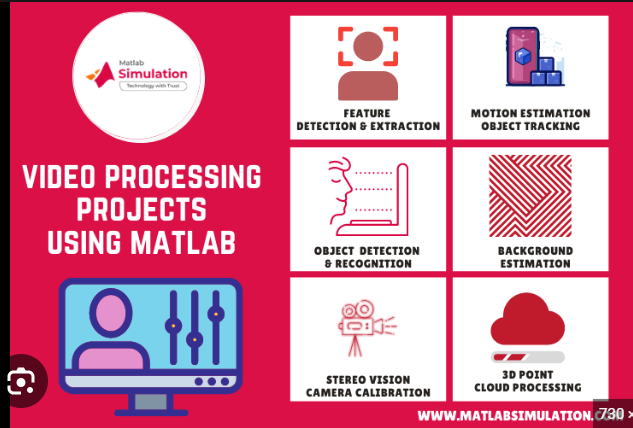 Matlab
Simulation
Technology with Trust
VIDEO PROCESSING
PROJECTS
USING MATLAB
FEATURE
DETECTION & EXTRACTION
MOTION ESTIMATION
OBJECT TRACKING
OBJECT DETECTION
& RECOGNITION
BACKGROUND
ESTIMATION
STEREO VISION
CAMERA CALIBRATION
3D POINT
CLOUD PROCESSING
WWW.MATLABSIMULATION.COM
730 ×